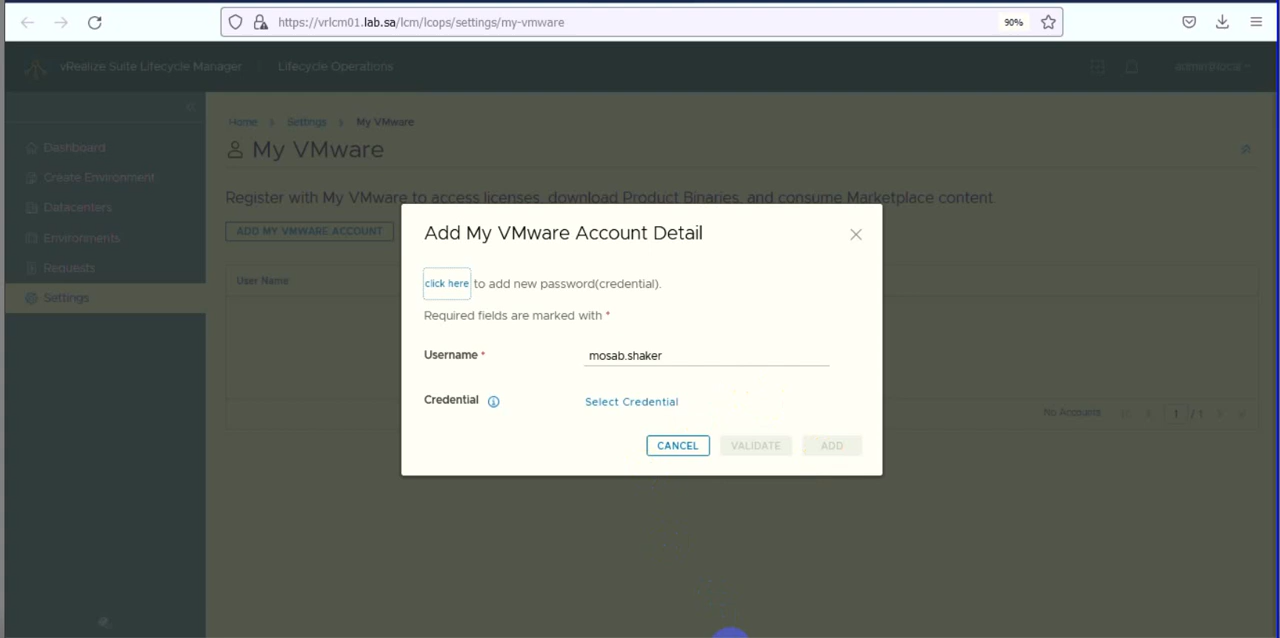 https://vrlcm01.lab.sa/lcm/lcops/settings/my-vmware 90%
vRealize Suite Lifecycle Manager Lifecycle Operations admin@local
Home > Settings > My VMware
My VMware
Dashboard
Create Environment
Datacenters
Environments
Requests
Settings
Register with My VMware to access licenses, download Product Binaries, and consume Marketplace content.
ADD MY VMWARE ACCOUNT
User Name
No Accounts 1 / 1
Add My VMware Account Detail
click here to add new password(credential).
Required fields are marked with *
Username * mosab.shaker
Credential Select Credential
CANCEL VALIDATE ADD